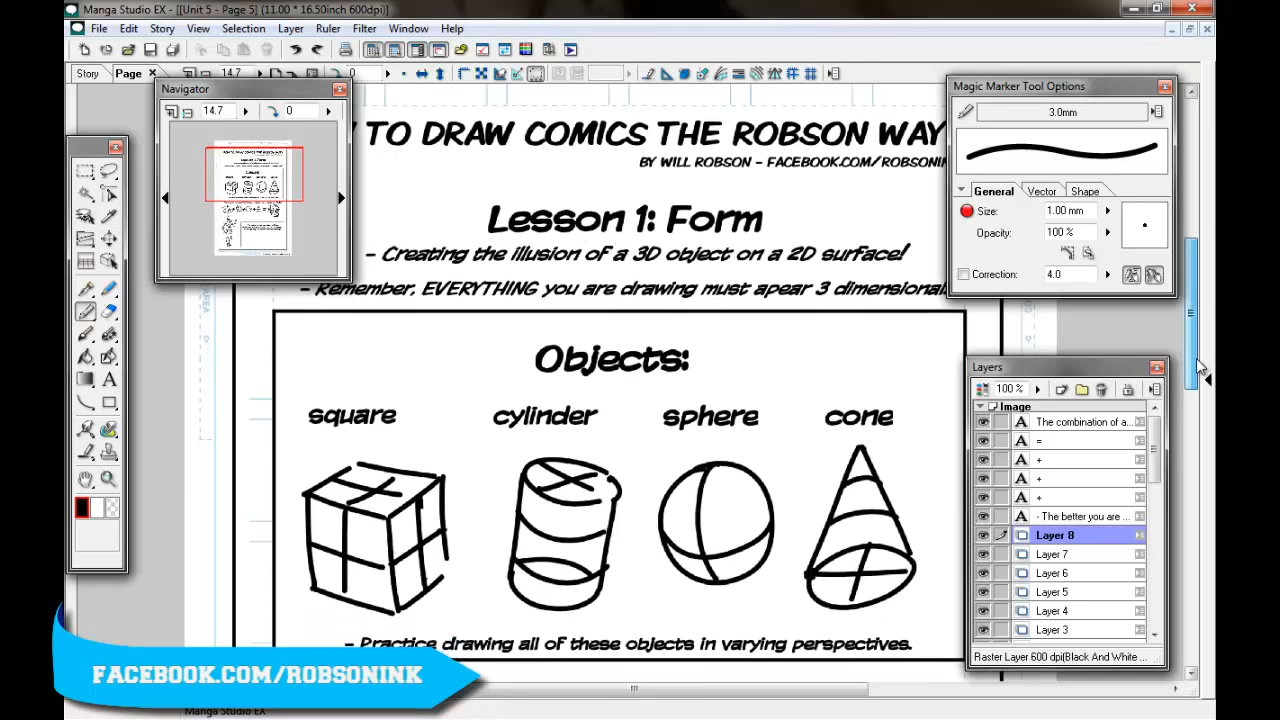 Manga Studio EX - [[Unit 5 - Page 5] (11.00 * 16.50inch 600dpi)]
File Edit Story View Selection Layer Ruler Filter Window Help
Story Page 14.7 0
Navigator
14.7 0
TO DRAW COMICS THE ROBSON WAY
BY WILL ROBSON - FACEBOOK.COM/ROBSONIN
Lesson 1: Form
- Creating the illusion of a 3D object on a 2D surface!
- Remember, EVERYTHING you are drawing must apear 3 dimensional
Objects:
square cylinder sphere cone
- Practice drawing all of these objects in varying perspectives.
Magic Marker Tool Options
3.0mm
General Vector Shape
Size: 1.00 mm
Opacity: 100 %
Correction: 4.0
Layers
100 %
Image
The combination of a...
=
+
+
+
- The better you are ...
Layer 8
Layer 7
Layer 6
Layer 5
Layer 4
Layer 3
Raster Layer 600 dpi(Black And White ...
FACEBOOK.COM/ROBSONINK
Manga Studio EX